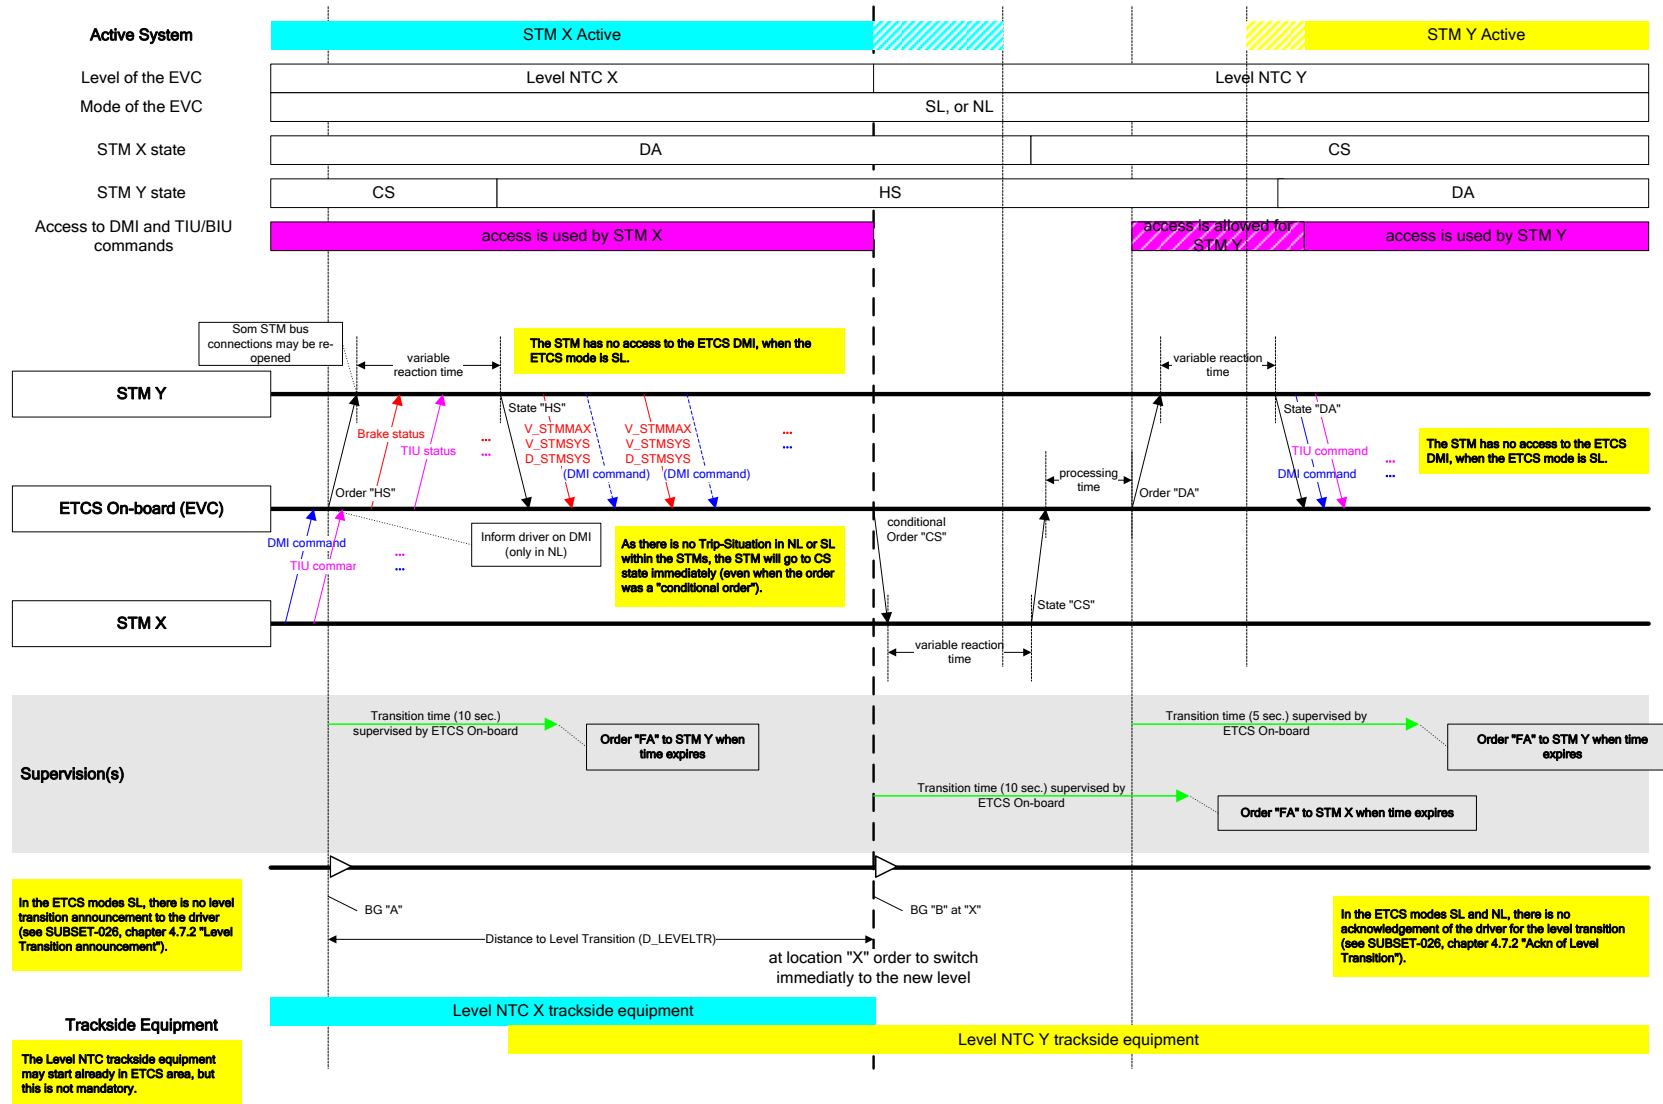 Active System
STM X Active
STM Y Active
Level of the EVC
Level NTC X
Level NTC Y
Mode of the EVC
SL, or NL
STM X state
DA
CS
STM Y state
CS
HS
DA
Access to DMI and TIU/BIU
commands
access is used by STM X
access is allowed for
STM Y
access is used by STM Y
Som STM bus
connections may be re-
opened
variable
reaction time
The STM has no access to the ETCS DMI, when the
ETCS mode is SL.
variable reaction
time
STM Y
Brake status
TIU status
...
...
State "HS"
V_STMMAX
V_STMSYS
D_STMSYS
(DMI command)
V_STMMAX
V_STMSYS
D_STMSYS
(DMI command)
...
...
Order "HS"
processing
time
Order "DA"
State "DA"
TIU command
DMI command
...
...
The STM has no access to the ETCS
DMI, when the ETCS mode is SL.
ETCS On-board (EVC)
DMI command
TIU commar
...
...
Inform driver on DMI
(only in NL)
As there is no Trip-Situation in NL or SL
within the STMs, the STM will go to CS
state immediately (even when the order
was a "conditional order").
conditional
Order "CS"
State "CS"
STM X
variable reaction
time
Transition time (10 sec.)
supervised by ETCS On-board
Order "FA" to STM Y when
time expires
Transition time (5 sec.) supervised by
ETCS On-board
Order "FA" to STM Y when time
expires
Supervision(s)
Transition time (10 sec.) supervised by
ETCS On-board
Order "FA" to STM X when time expires
In the ETCS modes SL, there is no level
transition announcement to the driver
(see SUBSET-026, chapter 4.7.2 "Level
Transition announcement").
BG "A"
BG "B" at "X"
Distance to Level Transition (D_LEVELTR)
at location "X" order to switch
immediatly to the new level
In the ETCS modes SL and NL, there is no
acknowledgement of the driver for the level transition
(see SUBSET-026, chapter 4.7.2 "Ackn of Level
Transition").
Level NTC X trackside equipment
Trackside Equipment
Level NTC Y trackside equipment
The Level NTC trackside equipment
may start already in ETCS area, but
this is not mandatory.